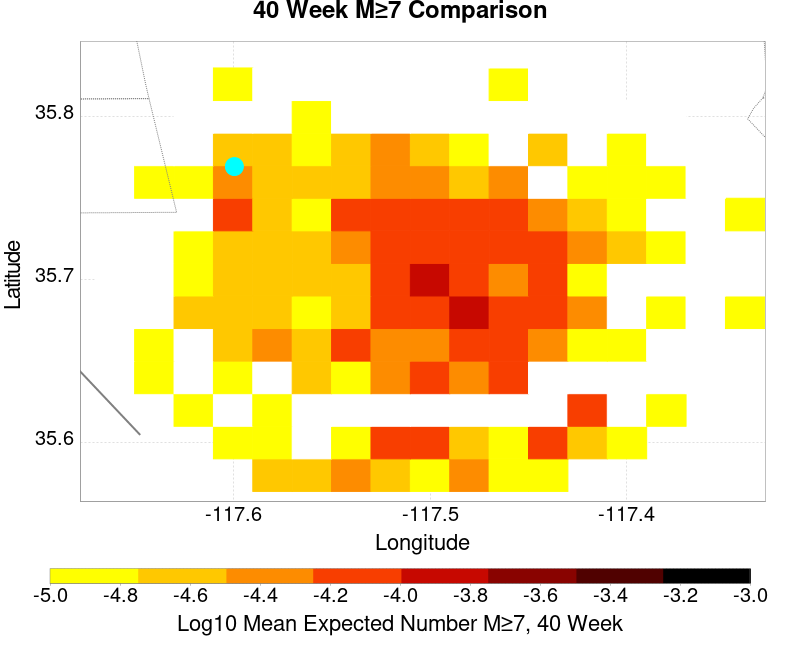 40 Week M≥7 Comparison
35.8
35.7
35.6
Latitude
-117.6 -117.5 -117.4
Longitude
-5.0 -4.8 -4.6 -4.4 -4.2 -4.0 -3.8 -3.6 -3.4 -3.2 -3.0
Log10 Mean Expected Number M≥7, 40 Week